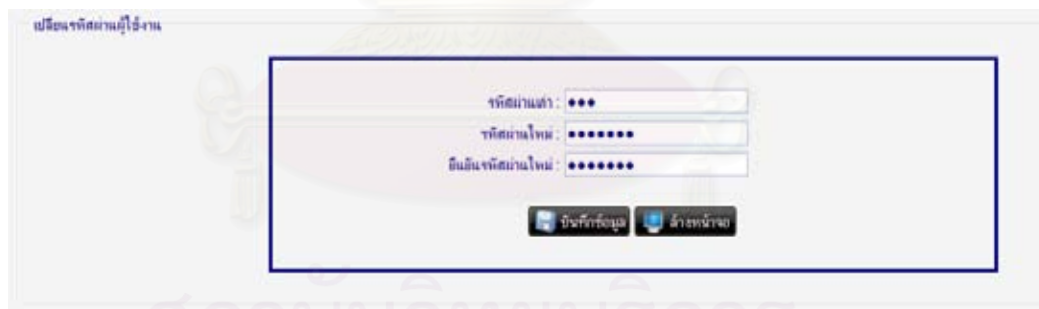 เปลี่ยนรหัสผ่านผู้ใช้งาน
รหัสผ่านเก่า :
รหัสผ่านใหม่ :
ยืนยันรหัสผ่านใหม่ :
บันทึกข้อมูล ล้างหน้าจอ